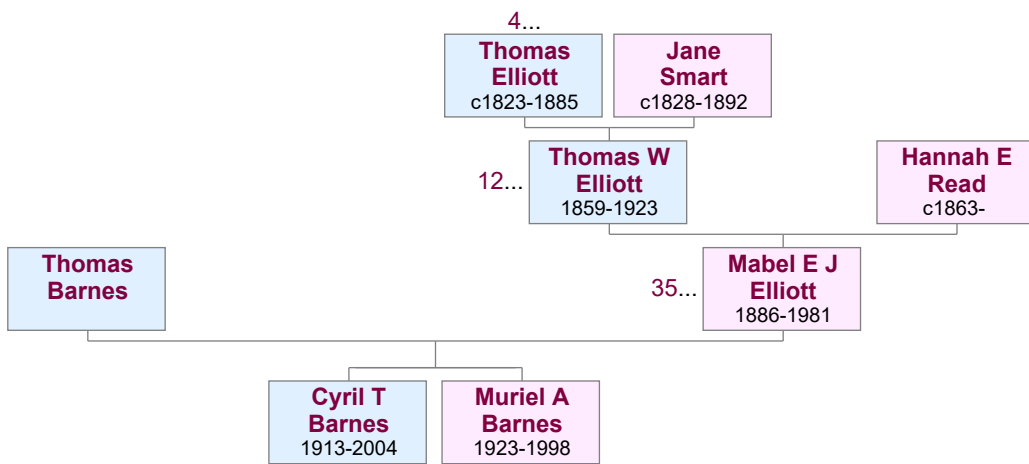 4...
Thomas
Elliott
c1823-1885
Jane
Smart
c1828-1892
12...
Thomas W
Elliott
1859-1923
Hannah E
Read
c1863-
Thomas
Barnes
35...
Mabel E J
Elliott
1886-1981
Cyril T
Barnes
1913-2004
Muriel A
Barnes
1923-1998